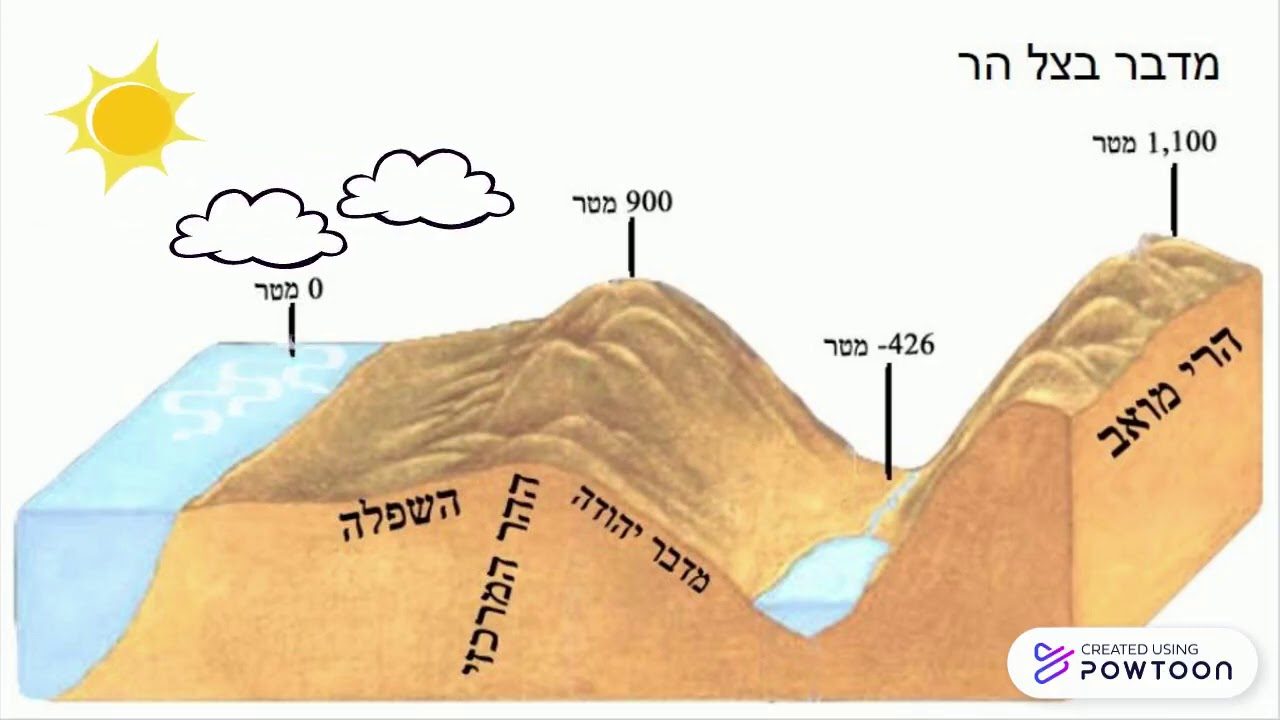 מדבר בצל הר
1,100 מטר
900 מטר
0 מטר
-426 מטר
הרי מואב
השפלה
ההר המרכזי
מדבר יהודה
CREATED USING
POWTOON